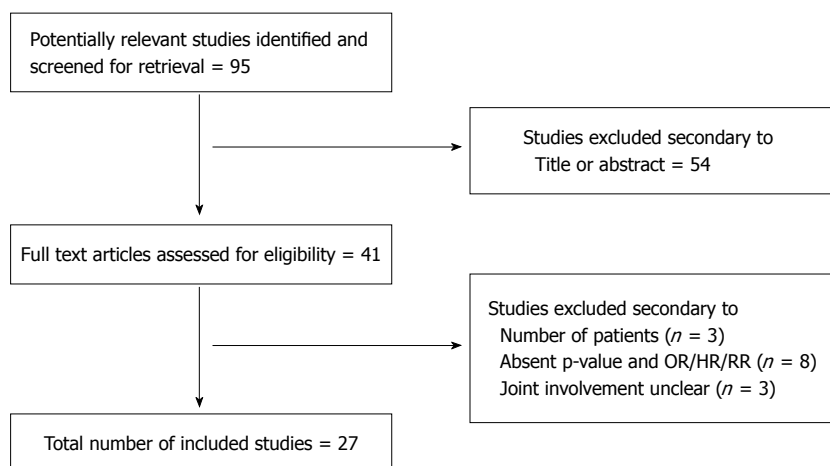 Potentially relevant studies identified and
screened for retrieval = 95
Studies excluded secondary to
Title or abstract = 54
Full text articles assessed for eligibility = 41
Studies excluded secondary to
Number of patients (n = 3)
Absent p-value and OR/HR/RR (n = 8)
Joint involvement unclear (n = 3)
Total number of included studies = 27